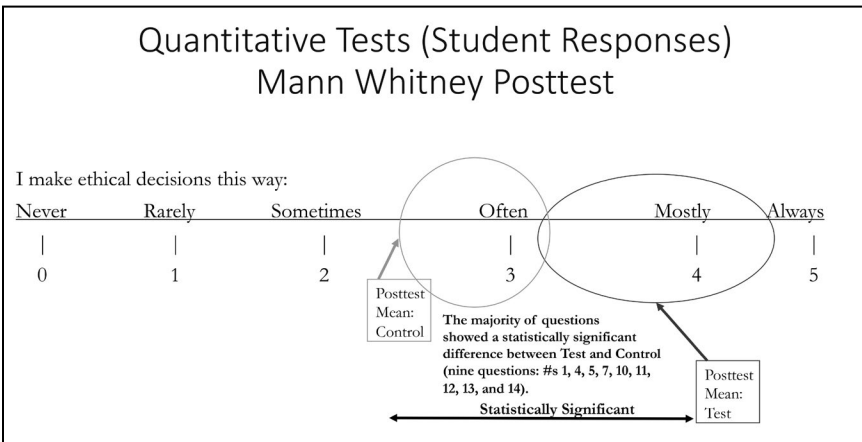 Quantitative Tests (Student Responses)
Mann Whitney Posttest
I make ethical decisions this way:
Never Rarely Sometimes Often Mostly Always
0 1 2 3 4 5
Posttest
Mean:
Control
The majority of questions
showed a statistically significant
difference between Test and Control
(nine questions: #s 1, 4, 5, 7, 10, 11,
12, 13, and 14).
Statistically Significant
Posttest
Mean:
Test